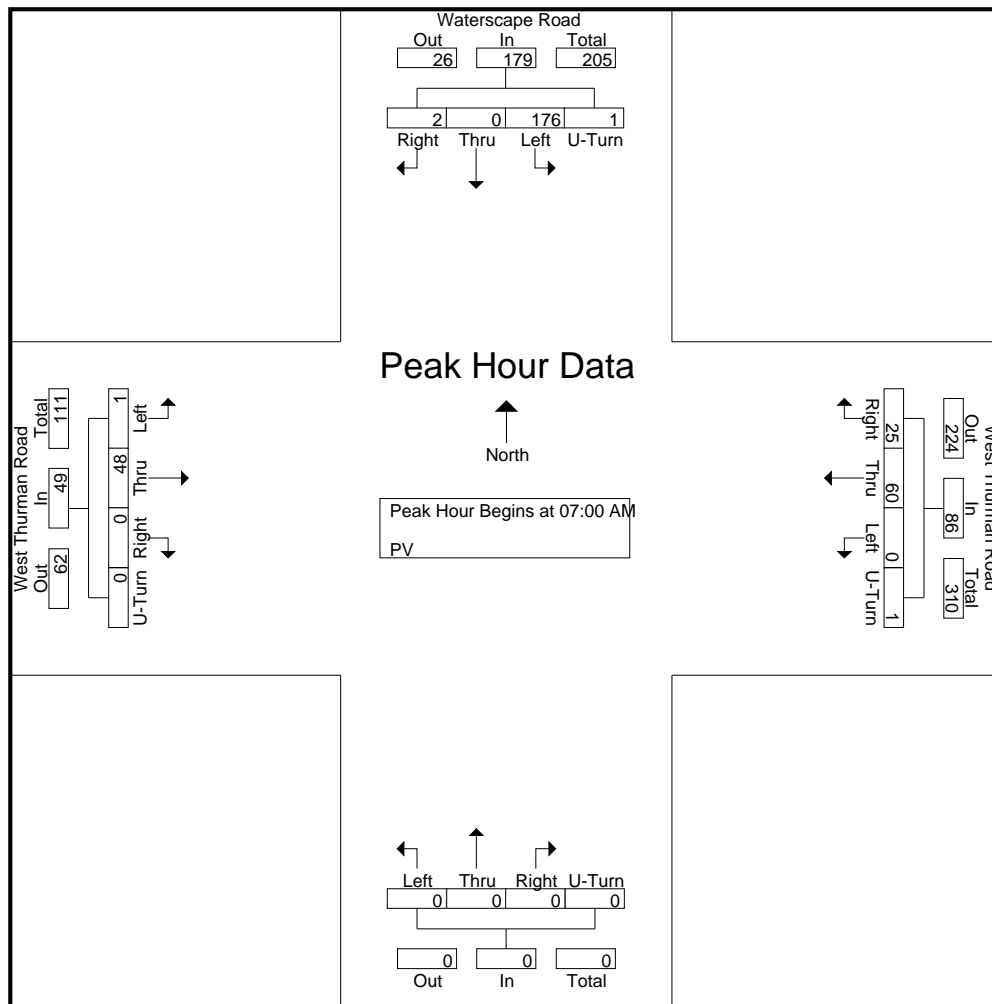 Waterscape Road
Out In Total
26 179 205
2 0 176 1
Right Thru Left U-Turn
Peak Hour Data
North
Peak Hour Begins at 07:00 AM
PV
West Thurman Road
Total In Out
111 49 62
1 48 0 0
Left Thru Right U-Turn
West Thurman Road
Out In Total
224 86 310
25 60 0 1
Right Thru Left U-Turn
Left Thru Right U-Turn
0 0 0 0
0 0 0
Out In Total